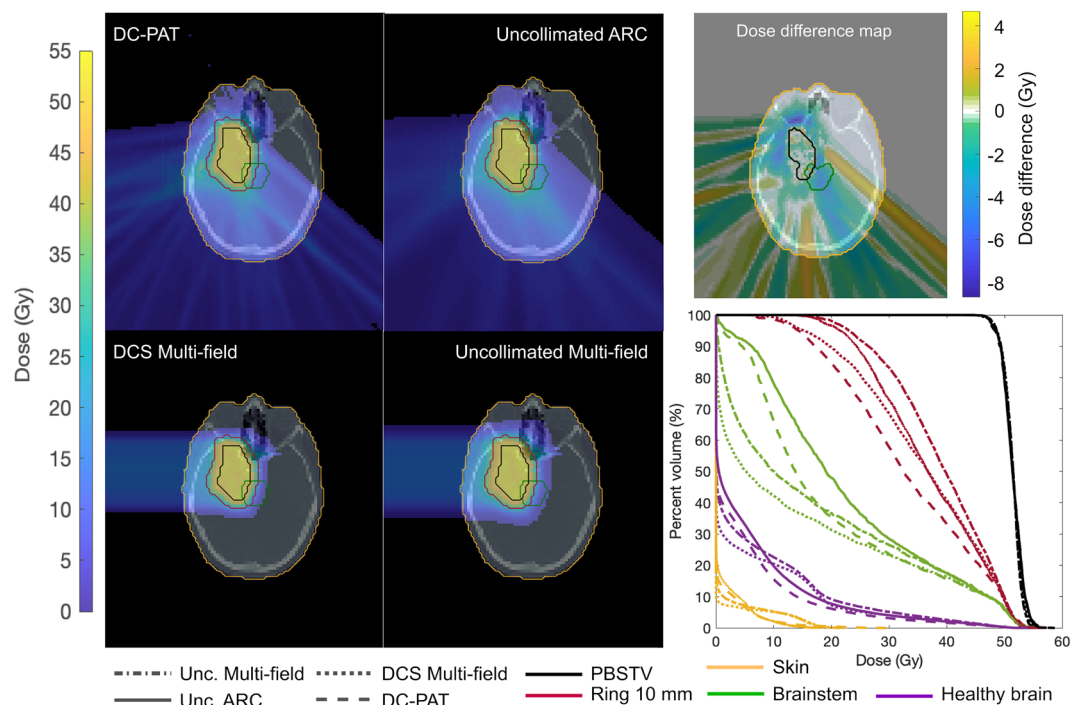 DC-PAT
Uncollimated ARC
Dose difference map
55
50
45
40
35
30
25
20
15
10
5
0
Dose (Gy)
4
2
0
-2
-4
-6
-8
Dose difference (Gy)
DCS Multi-field
Uncollimated Multi-field
100
90
80
70
60
50
40
30
20
10
0
Percent volume (%)
0 10 20 30 40 50 60
Dose (Gy)
Unc. Multi-field
DCS Multi-field
PBSTV
Skin
Unc. ARC
DC-PAT
Ring 10 mm
Brainstem
Healthy brain